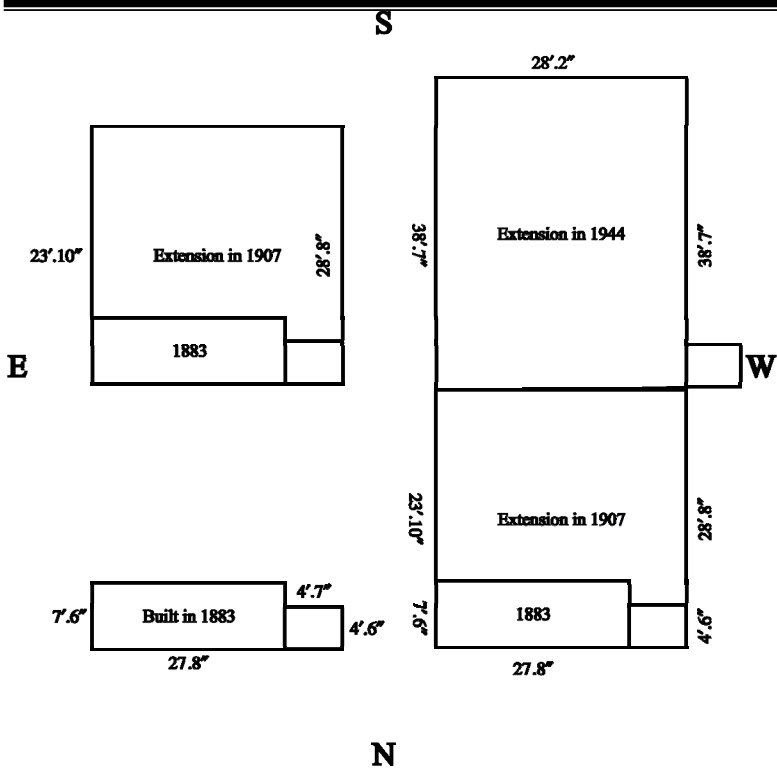 S
28'.2"
23'.10"
Extension in 1907
28'.8"
38'.7"
Extension in 1944
38'.7"
E
1883
W
23'.10"
Extension in 1907
28'.8"
7'.6"
Built in 1883
4'.7"
4'.6"
27.8"
7'.6"
1883
4'.6"
27.8"
N